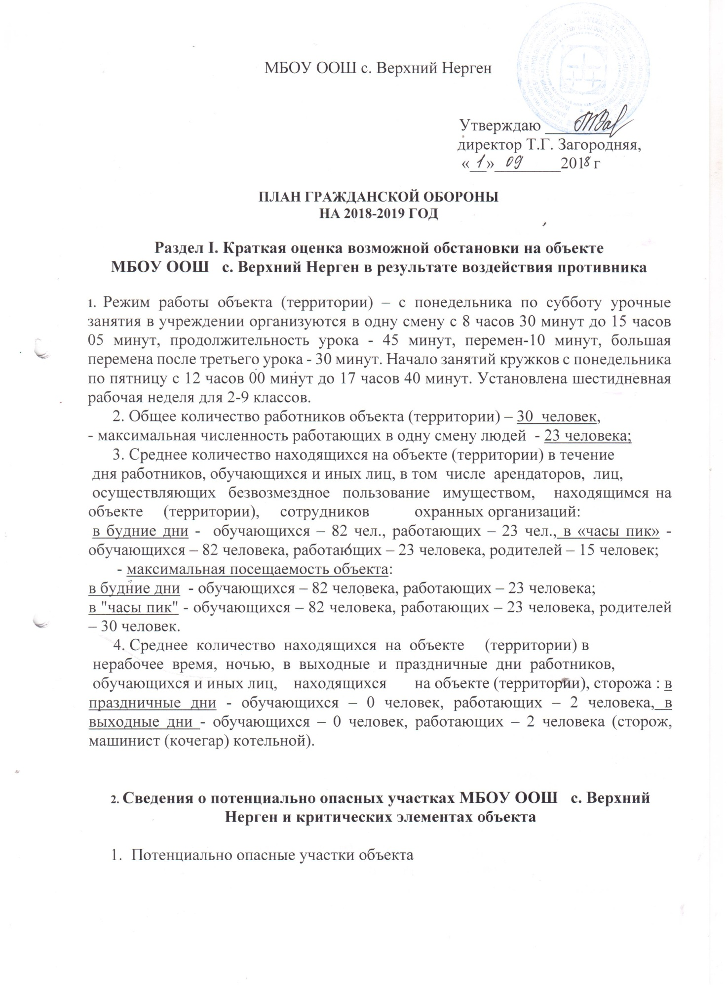 МБОУ ООШ с. Верхний Нерген
Утверждаю ________
директор Т.Г. Загородняя,
«_1_»___09_____2018 г
ПЛАН ГРАЖДАНСКОЙ ОБОРОНЫ
НА 2018-2019 ГОД
Раздел I. Краткая оценка возможной обстановки на объекте
МБОУ ООШ с. Верхний Нерген в результате воздействия противника
1. Режим работы объекта (территории) – с понедельника по субботу урочные
занятия в учреждении организуются в одну смену с 8 часов 30 минут до 15 часов
05 минут, продолжительность урока - 45 минут, перемен-10 минут, большая
перемена после третьего урока - 30 минут. Начало занятий кружков с понедельника
по пятницу с 12 часов 00 минут до 17 часов 40 минут. Установлена шестидневная
рабочая неделя для 2-9 классов.
2. Общее количество работников объекта (территории) – 30 человек,
- максимальная численность работающих в одну смену людей - 23 человека;
3. Среднее количество находящихся на объекте (территории) в течение
дня работников, обучающихся и иных лиц, в том числе арендаторов, лиц,
осуществляющих безвозмездное пользование имуществом, находящимся на
объекте (территории), сотрудников охранных организаций:
в будние дни - обучающихся – 82 чел., работающих – 23 чел., в «часы пик» -
обучающихся – 82 человека, работающих – 23 человека, родителей – 15 человек;
- максимальная посещаемость объекта:
в будние дни - обучающихся – 82 человека, работающих – 23 человека;
в "часы пик" - обучающихся – 82 человека, работающих – 23 человека, родителей
– 30 человек.
4. Среднее количество находящихся на объекте (территории) в
нерабочее время, ночью, в выходные и праздничные дни работников,
обучающихся и иных лиц, находящихся на объекте (территории), сторожа : в
праздничные дни - обучающихся – 0 человек, работающих – 2 человека, в
выходные дни - обучающихся – 0 человек, работающих – 2 человека (сторож,
машинист (кочегар) котельной).
2. Сведения о потенциально опасных участках МБОУ ООШ с. Верхний
Нерген и критических элементах объекта
1. Потенциально опасные участки объекта